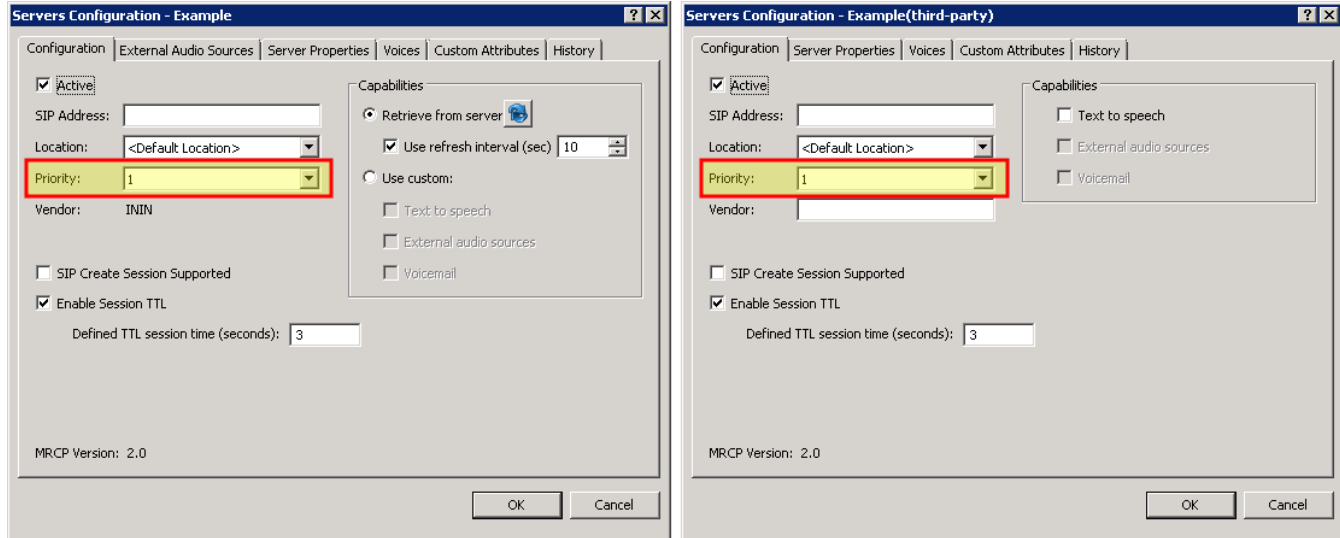 Servers Configuration - Example
Configuration External Audio Sources Server Properties Voices Custom Attributes History
Active
SIP Address:
Location: <Default Location>
Priority: 1
Vendor: ININ
SIP Create Session Supported
Enable Session TTL
Defined TTL session time (seconds): 3
Capabilities
Retrieve from server
Use refresh interval (sec) 10
Use custom:
Text to speech
External audio sources
Voicemail
MRCP Version: 2.0
OK Cancel
Servers Configuration - Example(third-party)
Configuration Server Properties Voices Custom Attributes History
Active
SIP Address:
Location: <Default Location>
Priority: 1
Vendor:
SIP Create Session Supported
Enable Session TTL
Defined TTL session time (seconds): 3
Capabilities
Text to speech
External audio sources
Voicemail
MRCP Version: 2.0
OK Cancel